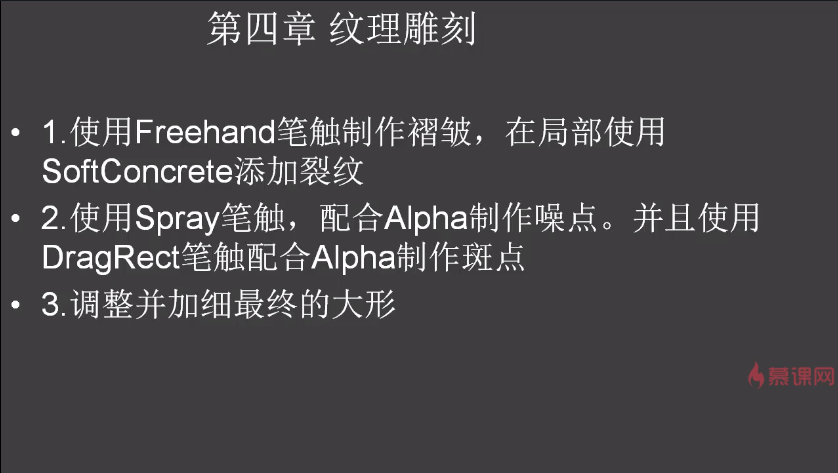 第四章 纹理雕刻
• 1.使用Freehand笔触制作褶皱，在局部使用
SoftConcrete添加裂纹
• 2.使用Spray笔触，配合Alpha制作噪点。并且使用
DragRect笔触配合Alpha制作斑点
• 3.调整并加细最终的大形
慕课网